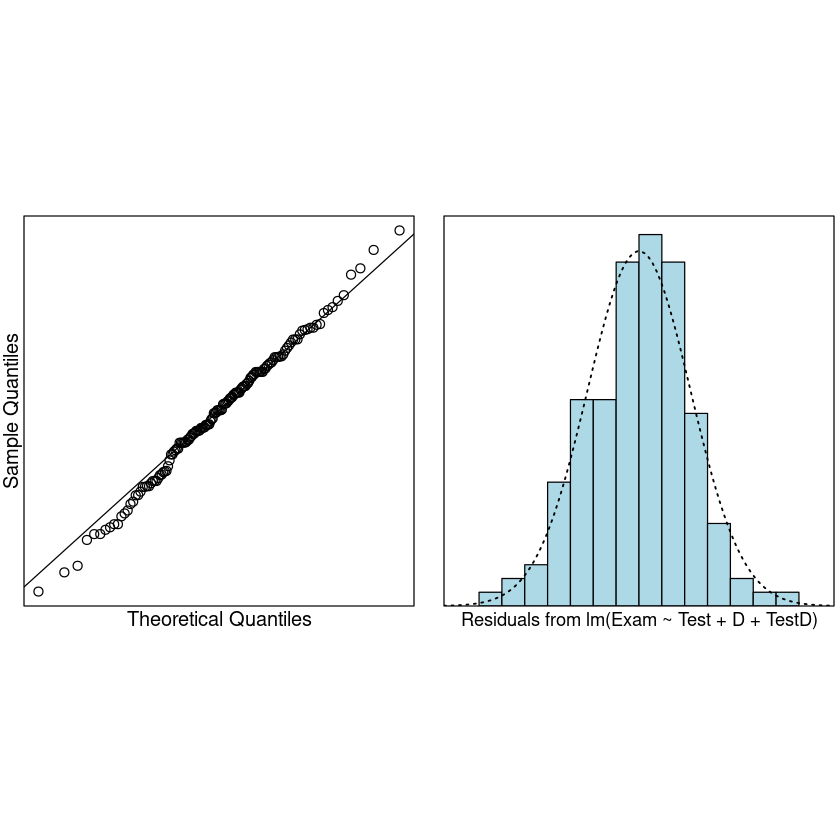 Sample Quantiles
Theoretical Quantiles
Residuals from lm(Exam ~ Test + D + TestD)